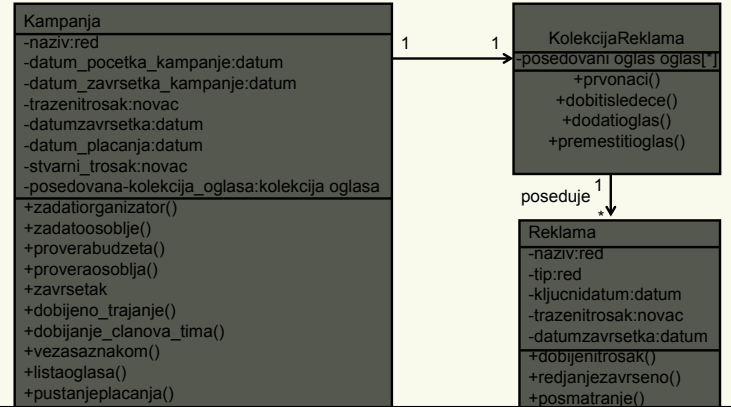 Kampanja
-naziv:red
-datum_pocetka_kampanje:datum
-datum_zavrsetka_kampanje:datum
-trazenitrosak:novac
-datumzavrsetka:datum
-datum_placanja:datum
-stvarni_trosak:novac
-posedovana-kolekcija_oglasa:kolekcija oglasa
+zadatiorganizator()
+zadatoosoblje()
+proverabudzeta()
+proveraosoblja()
+zavrsetak
+dobijeno_trajanje()
+dobijanje_clanova_tima()
+vezasaznakom()
+listaoglasa()
+pustanjeplacanja()
1
1
KolekcijaReklama
-posedovani oglas oglas[*]
+prvonaci()
+dobitisledece()
+dodatioglas()
+premestitioglas()
poseduje
1
*
Reklama
-naziv:red
-tip:red
-kljucnidatum:datum
-trazenitrosak:novac
-datumzavrsetka:datum
+dobijenitrosak()
+redjanjezavrseno()
+posmatranje()